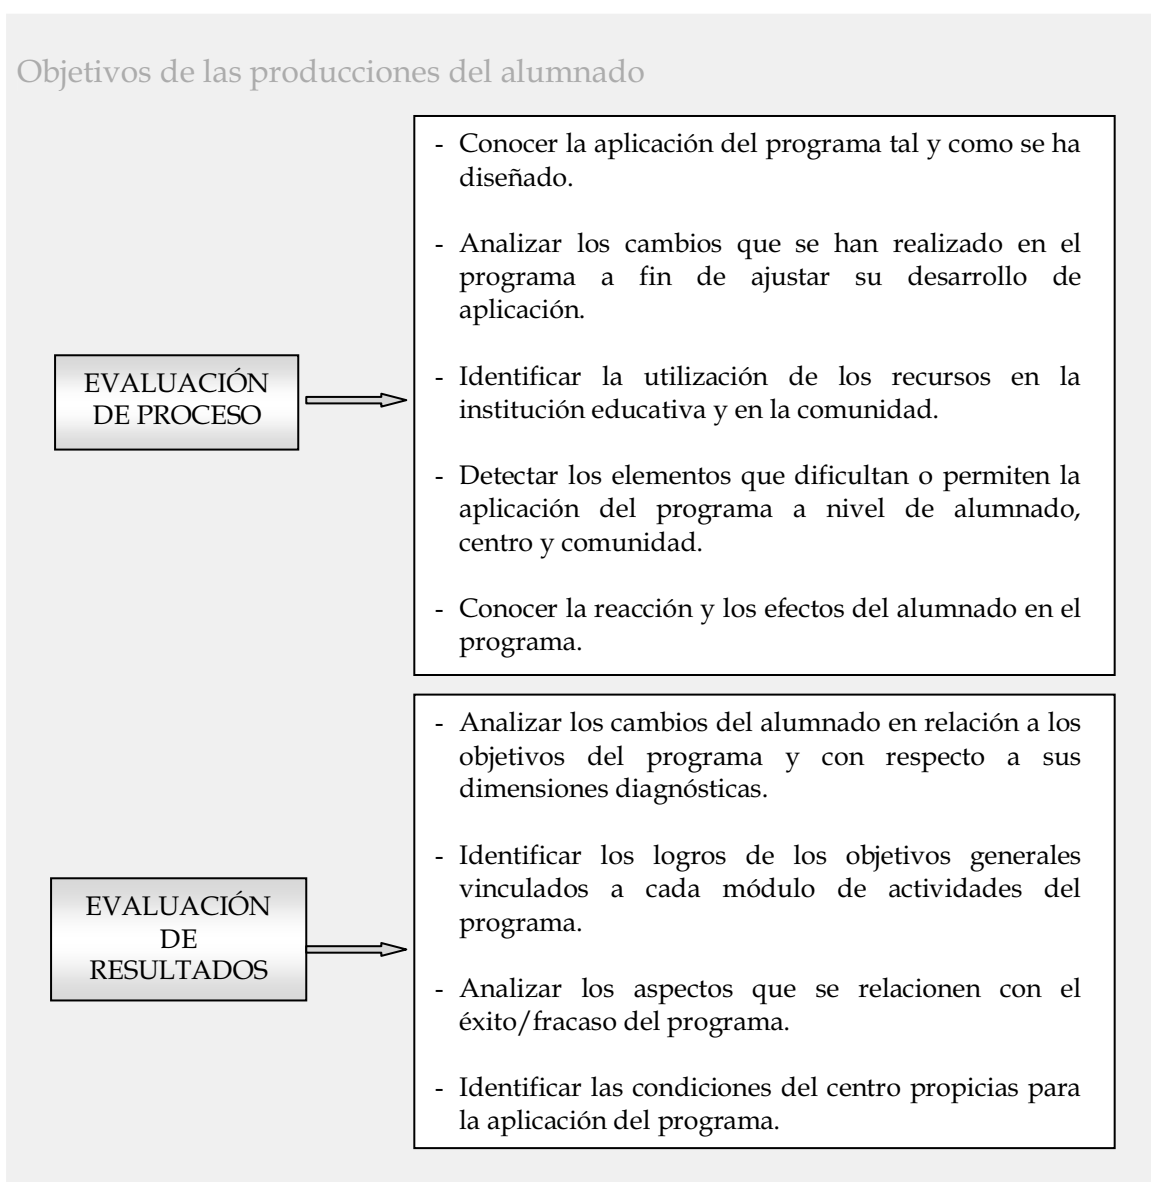 Objetivos de las producciones del alumnado
EVALUACIÓN
DE PROCESO
- Conocer la aplicación del programa tal y como se ha
diseñado.
- Analizar los cambios que se han realizado en el
programa a fin de ajustar su desarrollo de
aplicación.
- Identificar la utilización de los recursos en la
institución educativa y en la comunidad.
- Detectar los elementos que dificultan o permiten la
aplicación del programa a nivel de alumnado,
centro y comunidad.
- Conocer la reacción y los efectos del alumnado en el
programa.
EVALUACIÓN
DE
RESULTADOS
- Analizar los cambios del alumnado en relación a los
objetivos del programa y con respecto a sus
dimensiones diagnósticas.
- Identificar los logros de los objetivos generales
vinculados a cada módulo de actividades del
programa.
- Analizar los aspectos que se relacionen con el
éxito/fracaso del programa.
- Identificar las condiciones del centro propicias para
la aplicación del programa.